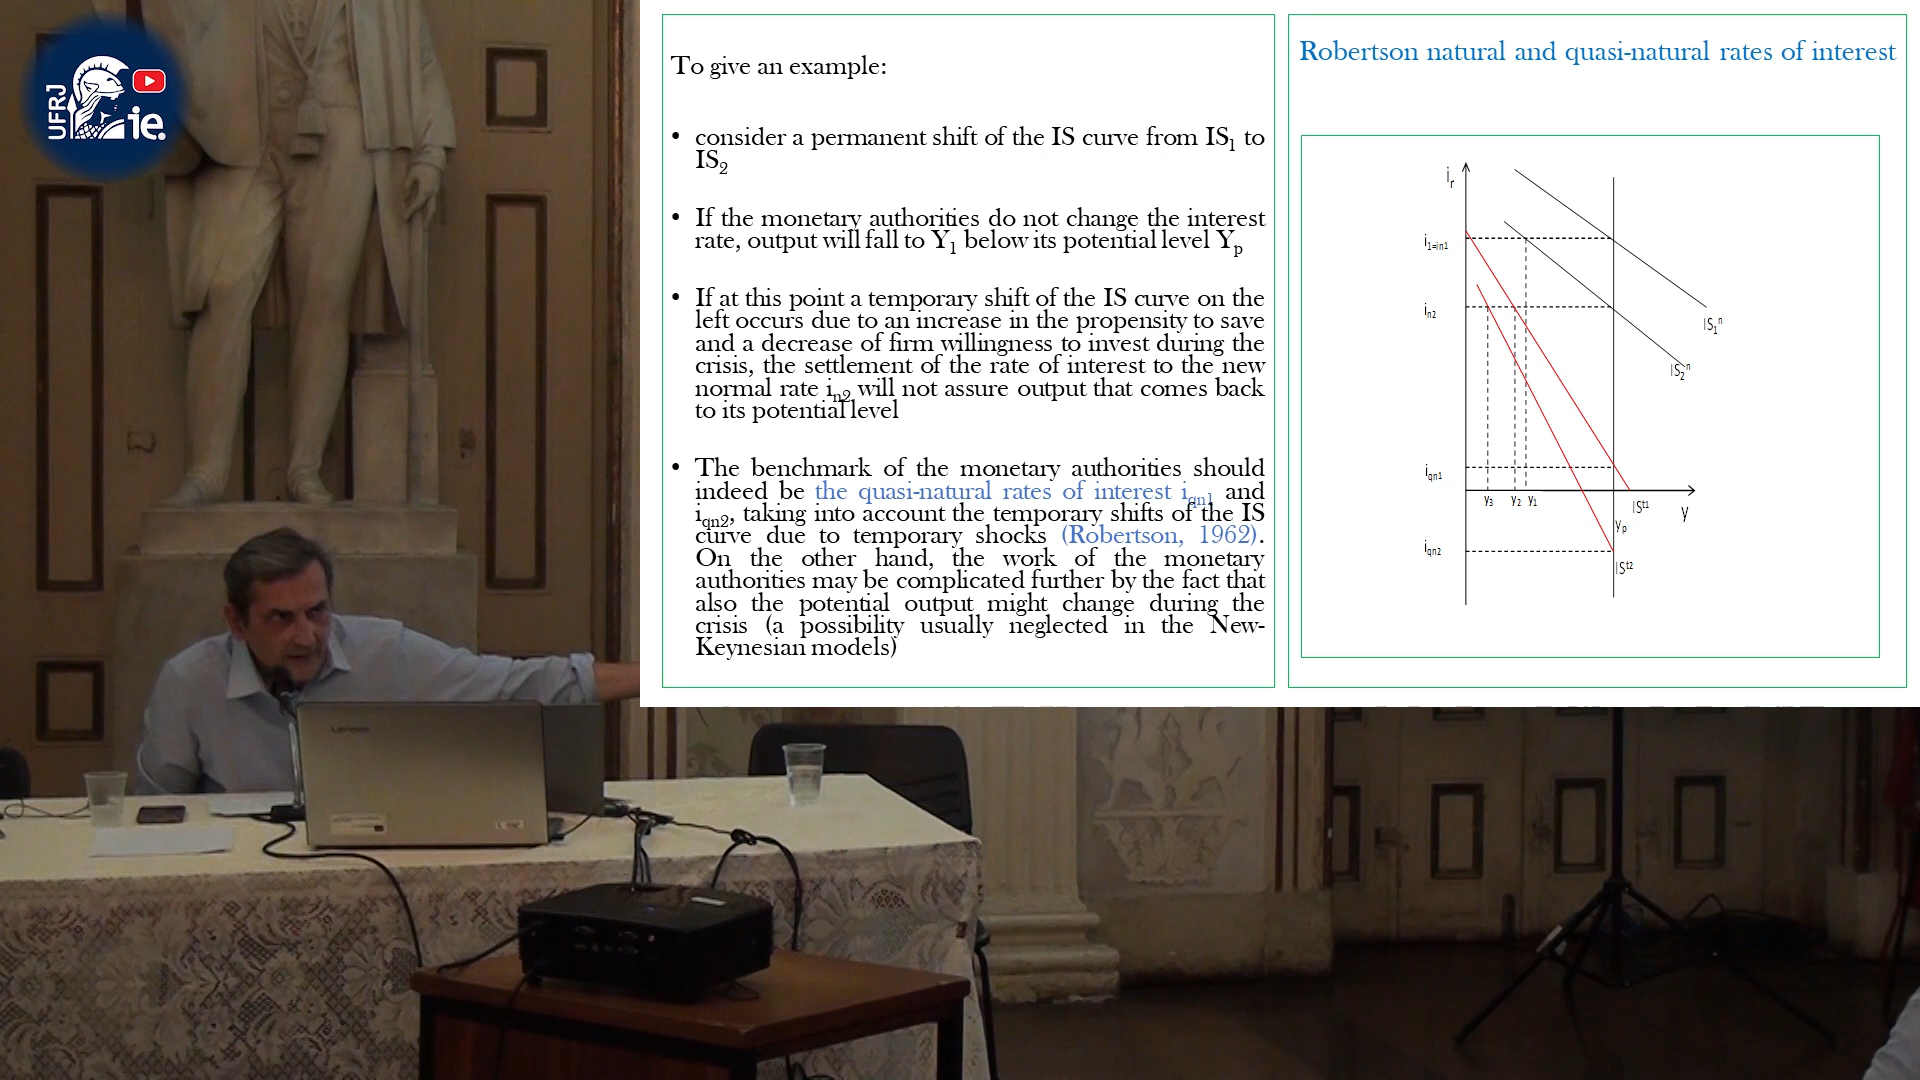 UFRJ
ie.
To give an example:
• consider a permanent shift of the IS curve from IS1 to
IS2
• If the monetary authorities do not change the interest
rate, output will fall to Y1 below its potential level Yp
• If at this point a temporary shift of the IS curve on the
left occurs due to an increase in the propensity to save
and a decrease of firm willingness to invest during the
crisis, the settlement of the rate of interest to the new
normal rate in2 will not assure output that comes back
to its potential level
• The benchmark of the monetary authorities should
indeed be the quasi-natural rates of interest iqn1 and
iqn2, taking into account the temporary shifts of the IS
curve due to temporary shocks (Robertson, 1962).
On the other hand, the work of the monetary
authorities may be complicated further by the fact that
also the potential output might change during the
crisis (a possibility usually neglected in the New-
Keynesian models)
Robertson natural and quasi-natural rates of interest
ir
i1=in1
in2
IS1n
IS2n
iqn1
y3 y2 y1
ISt1
y
yp
iqn2
ISt2
Lenovo